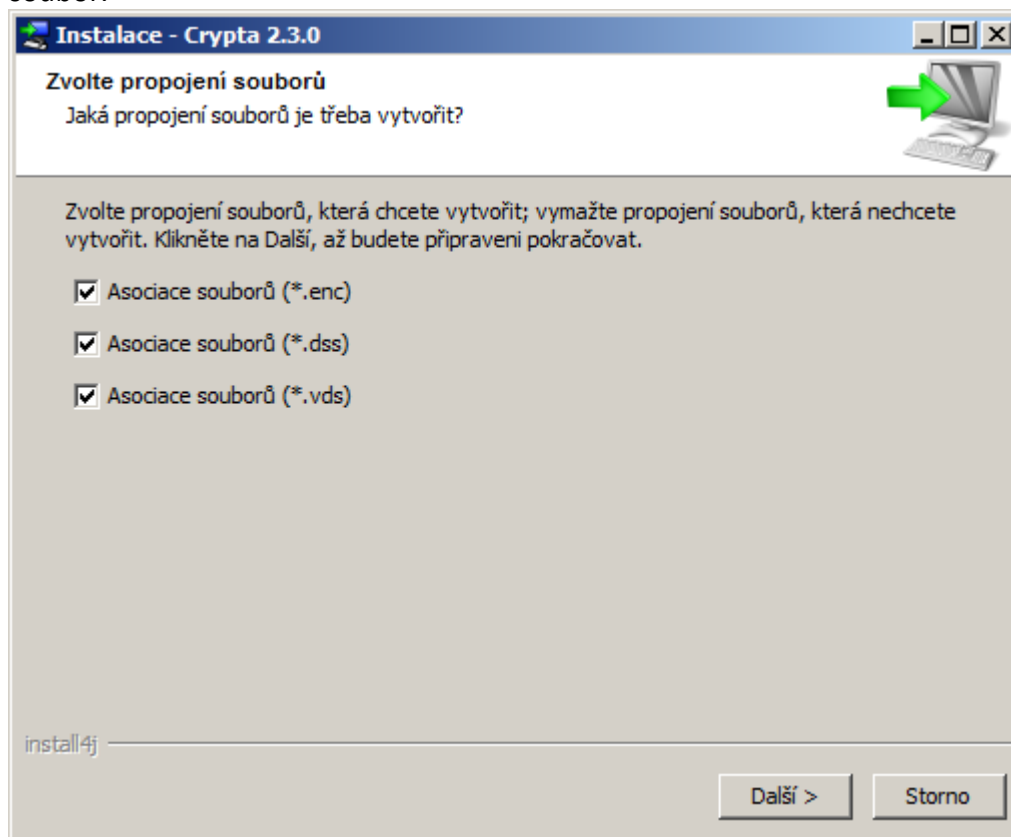 Instalace - Crypta 2.3.0
Zvolte propojení souborů
Jaká propojení souborů je třeba vytvořit?
Zvolte propojení souborů, která chcete vytvořit; vymažte propojení souborů, která nechcete
vytvořit. Klikněte na Další, až budete připraveni pokračovat.
Asociace souborů (*.enc)
Asociace souborů (*.dss)
Asociace souborů (*.vds)
install4j
Další >
Storno